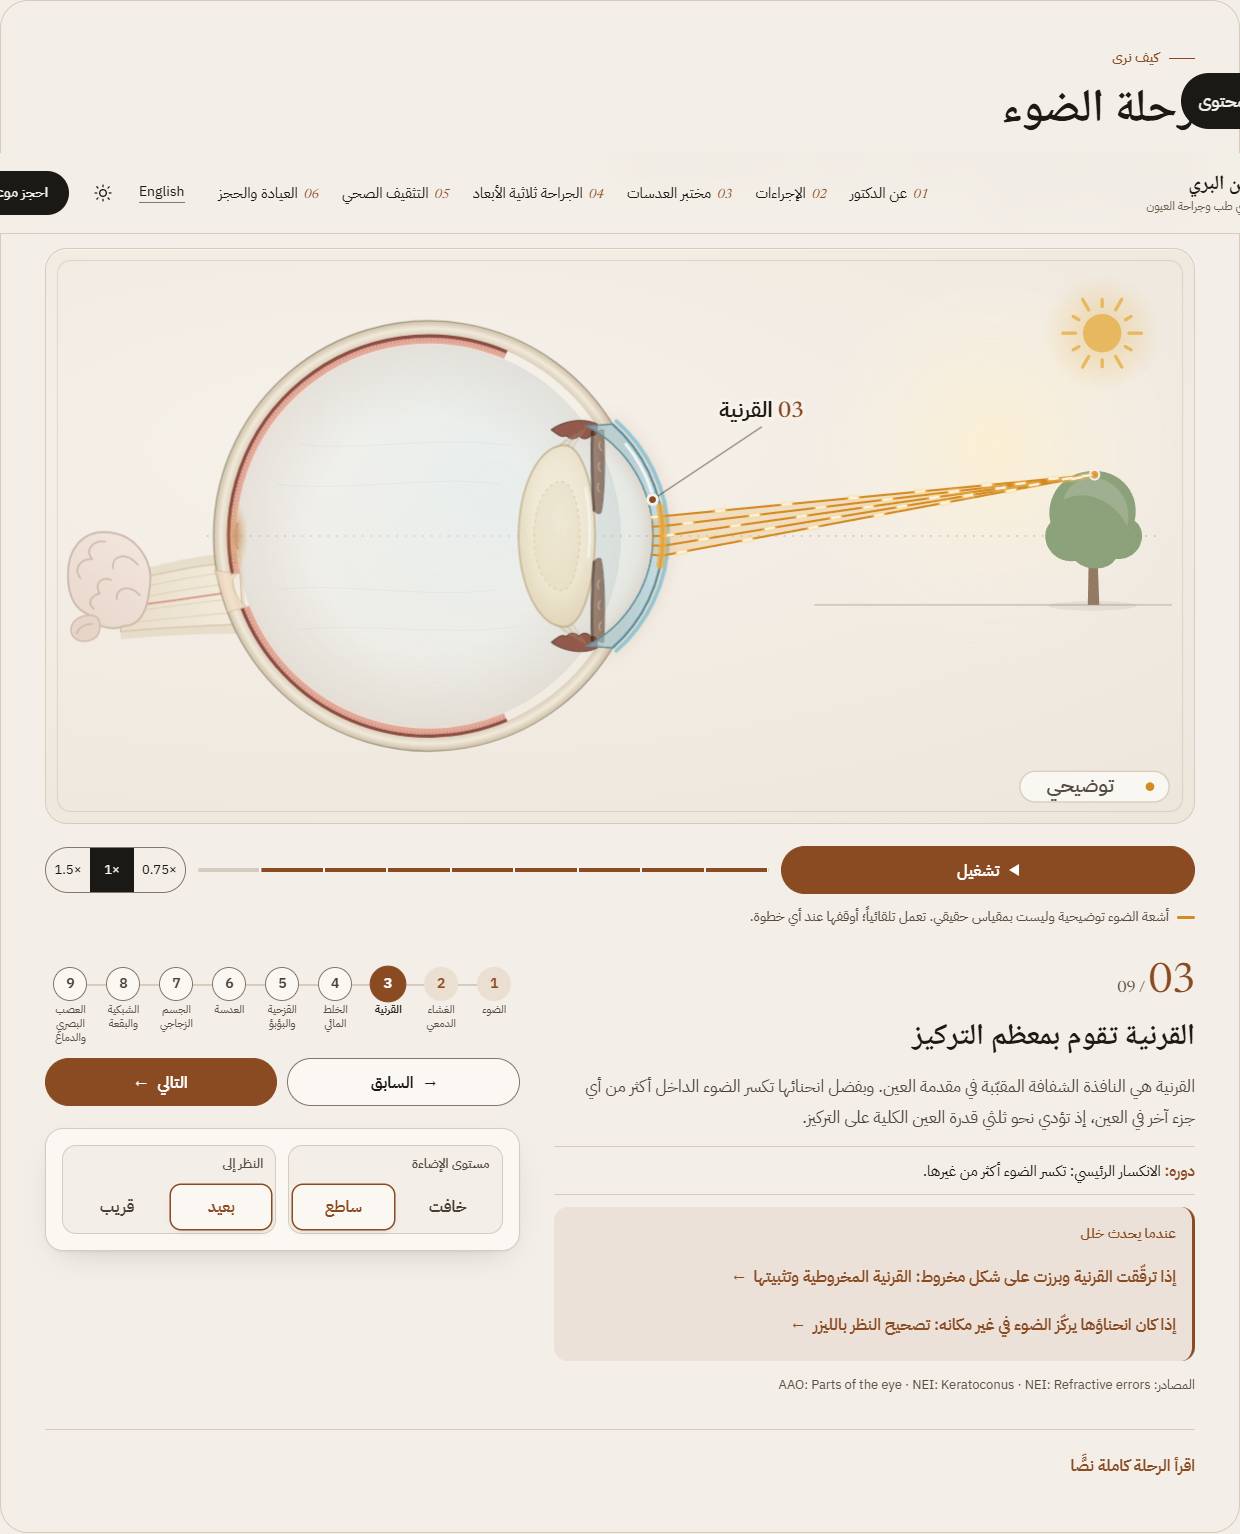 كيف نرى
رحلة الضوء
01 عن الدكتور
02 الإجراءات
03 مختبر العدسات
04 الجراحة ثلاثية الأبعاد
05 التثقيف الصحي
06 العيادة والحجز
English
احجز
البري
طب وجراحة العيون
03 القرنية
توضيحي
تشغيل
0.75×
1×
1.5×
أشعة الضوء توضيحية وليست بمقياس حقيقي. تعمل تلقائياً؛ أوقفها عند أي خطوة.
03 / 09
القرنية تقوم بمعظم التركيز
القرنية هي النافذة الشفافة المقبّبة في مقدمة العين. وبفضل انحنائها تكسر الضوء الداخل أكثر من أي
جزء آخر في العين، إذ تؤدي نحو ثلثي قدرة العين الكلية على التركيز.
دوره: الانكسار الرئيسي: تكسر الضوء أكثر من غيرها.
عندما يحدث خلل
إذا ترقّقت القرنية وبرزت على شكل مخروط: القرنية المخروطية وتثبيتها ←
إذا كان انحناؤها يركّز الضوء في غير مكانه: تصحيح النظر بالليزر ←
المصادر: AAO: Parts of the eye · NEI: Keratoconus · NEI: Refractive errors
1 الضوء
2 الغشاء الدمعي
3 القرنية
4 الخلط المائي
5 القزحية والبؤبؤ
6 العدسة
7 الجسم الزجاجي
8 الشبكية والبقعة
9 العصب البصري والدماغ
→ السابق
التالي ←
مستوى الإضاءة
خافت
ساطع
النظر إلى
بعيد
قريب
اقرأ الرحلة كاملة نصًّا